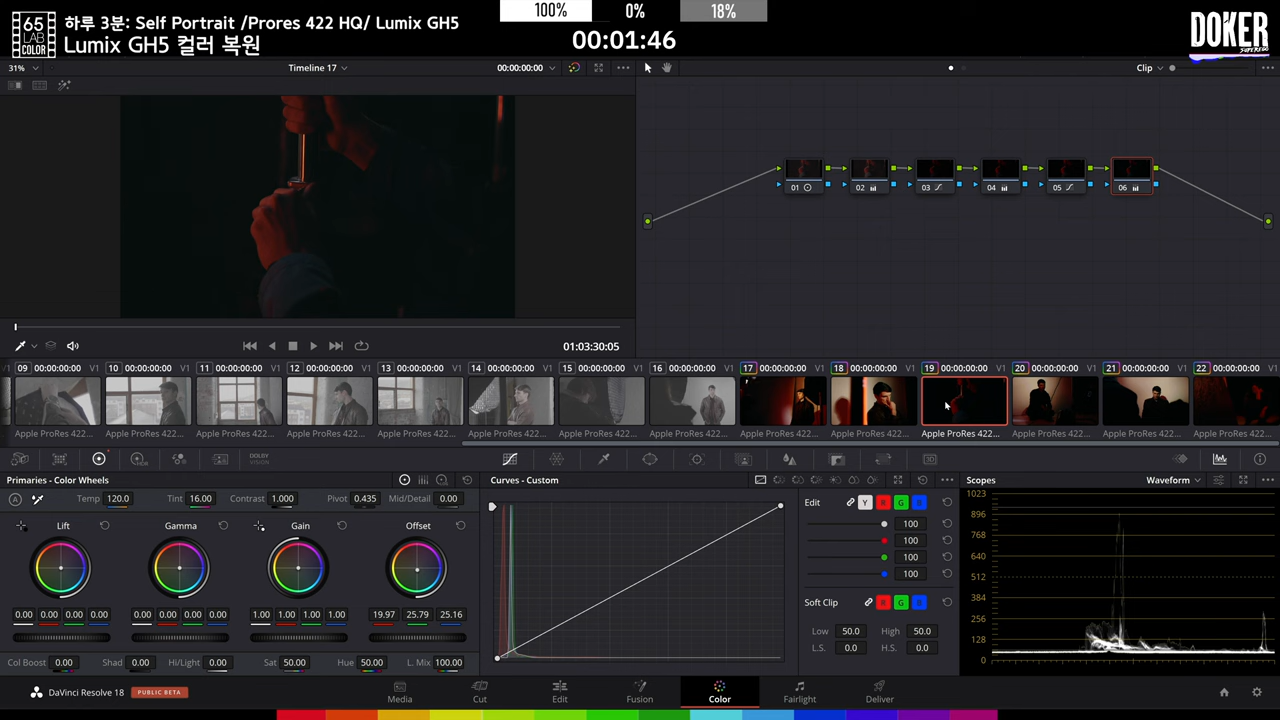 65 LAB COLOR
하루 3분: Self Portrait /Prores 422 HQ/ Lumix GH5
Lumix GH5 컬러 복원
100% 0% 18%
00:01:46
DOKER
SUPEREGO
31% Timeline 17 00:00:00:00 Clip
01 02 03 04 05 06
01:03:30:05
09 00:00:00:00 V1 10 00:00:00:00 V1 11 00:00:00:00 V1 12 00:00:00:00 V1 13 00:00:00:00 V1 14 00:00:00:00 V1 15 00:00:00:00 V1 16 00:00:00:00 V1 17 00:00:00:00 V1 18 00:00:00:00 V1 19 00:00:00:00 V1 20 00:00:00:00 V1 21 00:00:00:00 V1 22 00:00:00:00
Apple ProRes 422... Apple ProRes 422... Apple ProRes 422... Apple ProRes 422... Apple ProRes 422... Apple ProRes 422... Apple ProRes 422... Apple ProRes 422... Apple ProRes 422... Apple ProRes 422... Apple ProRes 422... Apple ProRes 422... Apple ProRes 422... Apple ProRes 422
DOLBY VISION
Primaries - Color Wheels
Curves - Custom
Scopes Waveform
A Temp 120.0 Tint 16.00 Contrast 1.000 Pivot 0.435 Mid/Detail 0.00
Lift Gamma Gain Offset
0.00 0.00 0.00 0.00 0.00 0.00 0.00 0.00 1.00 1.00 1.00 1.00 19.97 25.79 25.16
Col Boost 0.00 Shad 0.00 Hi/Light 0.00 Sat 50.00 Hue 50.00 L. Mix 100.00
Edit Y R G B
100
100
100
100
Soft Clip R G B
Low 50.0 High 50.0
L.S. 0.0 H.S. 0.0
1023
896
768
640
512
384
256
128
0
DaVinci Resolve 18 PUBLIC BETA
Media Cut Edit Fusion Color Fairlight Deliver